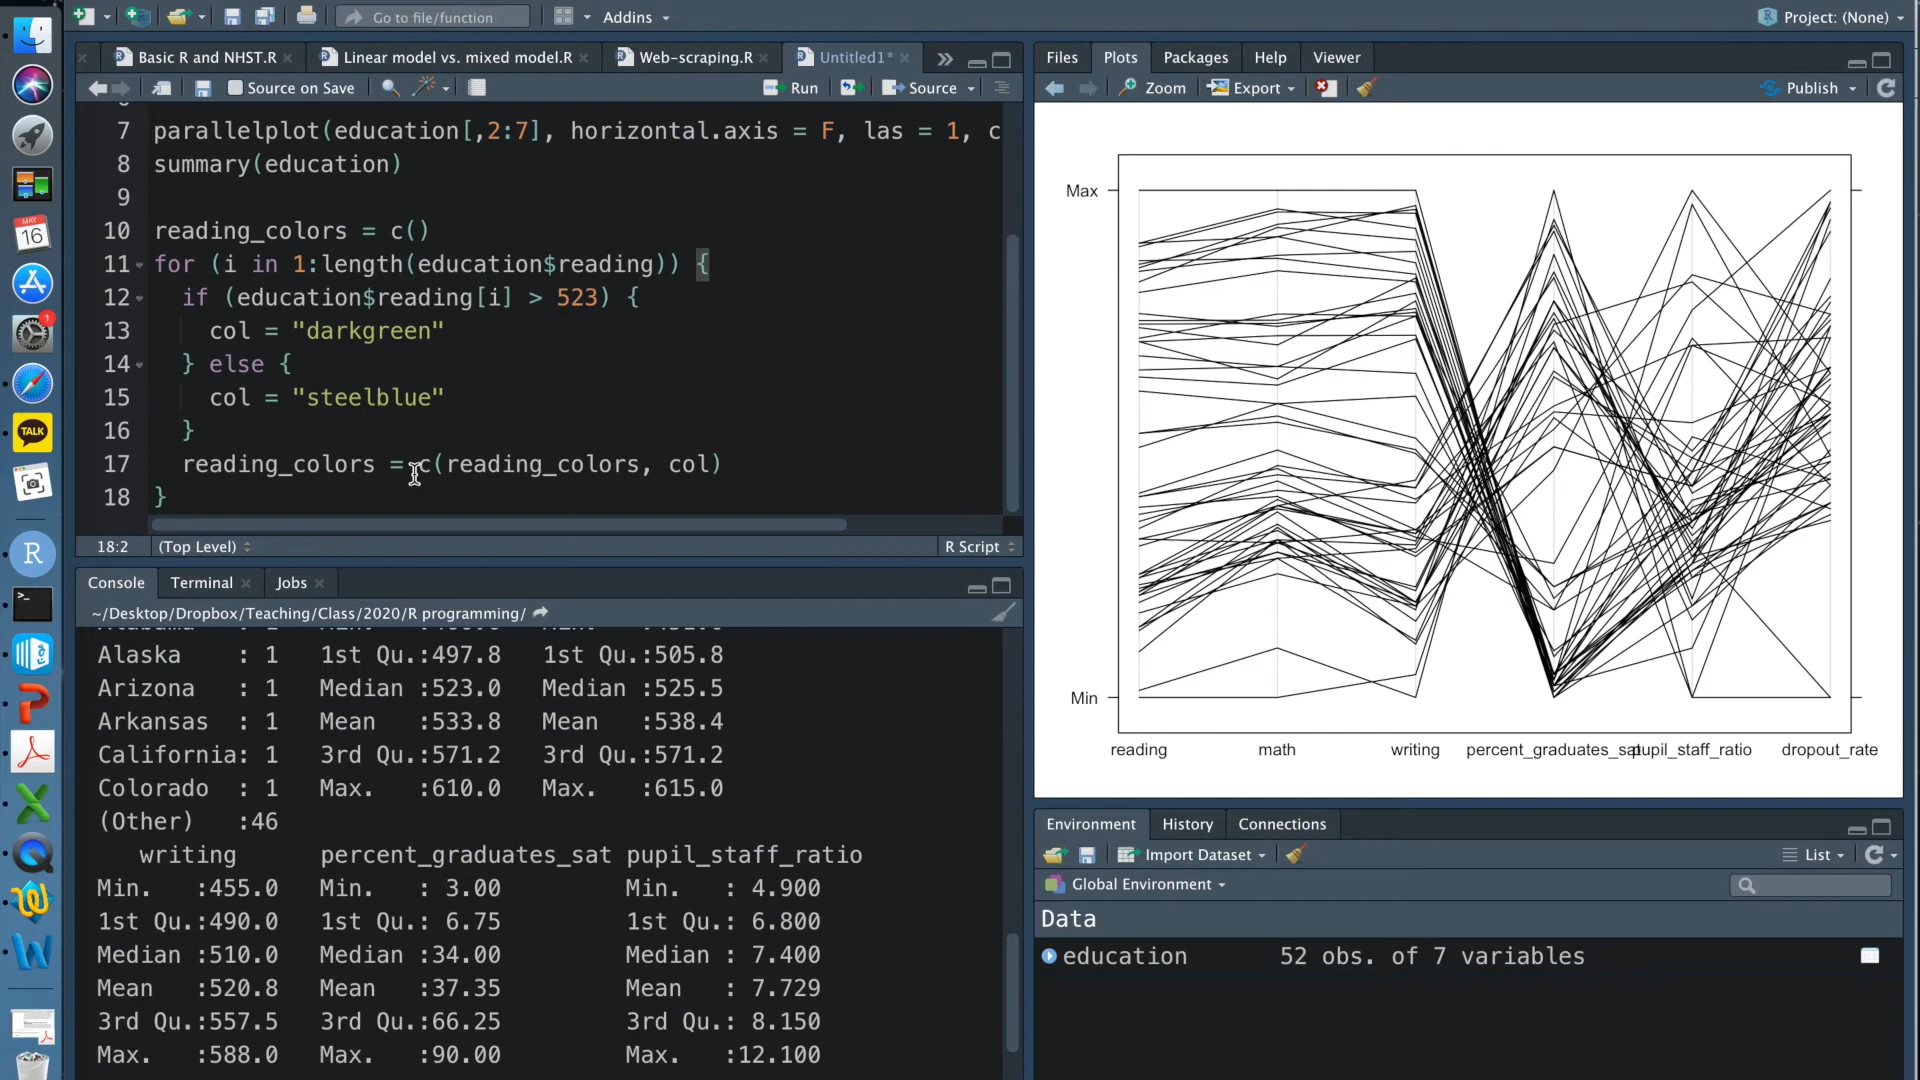 Go to file/function
Addins
Project: (None)
Basic R and NHST.R
Linear model vs. mixed model.R
Web-scraping.R
Untitled1*
Source on Save
Run
Source
7 parallelplot(education[,2:7], horizontal.axis = F, las = 1, c
8 summary(education)
9
10 reading_colors = c()
11 for (i in 1:length(education$reading)) {
12 if (education$reading[i] > 523) {
13 col = "darkgreen"
14 } else {
15 col = "steelblue"
16 }
17 reading_colors = c(reading_colors, col)
18 }
18:2 (Top Level)
R Script
Console
Terminal
Jobs
~/Desktop/Dropbox/Teaching/Class/2020/R programming/
Alaska : 1 1st Qu.:497.8 1st Qu.:505.8
Arizona : 1 Median :523.0 Median :525.5
Arkansas : 1 Mean :533.8 Mean :538.4
California: 1 3rd Qu.:571.2 3rd Qu.:571.2
Colorado : 1 Max. :610.0 Max. :615.0
(Other) :46
writing percent_graduates_sat pupil_staff_ratio
Min. :455.0 Min. : 3.00 Min. : 4.900
1st Qu.:490.0 1st Qu.: 6.75 1st Qu.: 6.800
Median :510.0 Median :34.00 Median : 7.400
Mean :520.8 Mean :37.35 Mean : 7.729
3rd Qu.:557.5 3rd Qu.:66.25 3rd Qu.: 8.150
Max. :588.0 Max. :90.00 Max. :12.100
Files
Plots
Packages
Help
Viewer
Zoom
Export
Publish
Max
Min
reading
math
writing
percent_graduates_sat
pupil_staff_ratio
dropout_rate
Environment
History
Connections
Import Dataset
List
Global Environment
Data
education 52 obs. of 7 variables
MAY
16
1
TALK
R